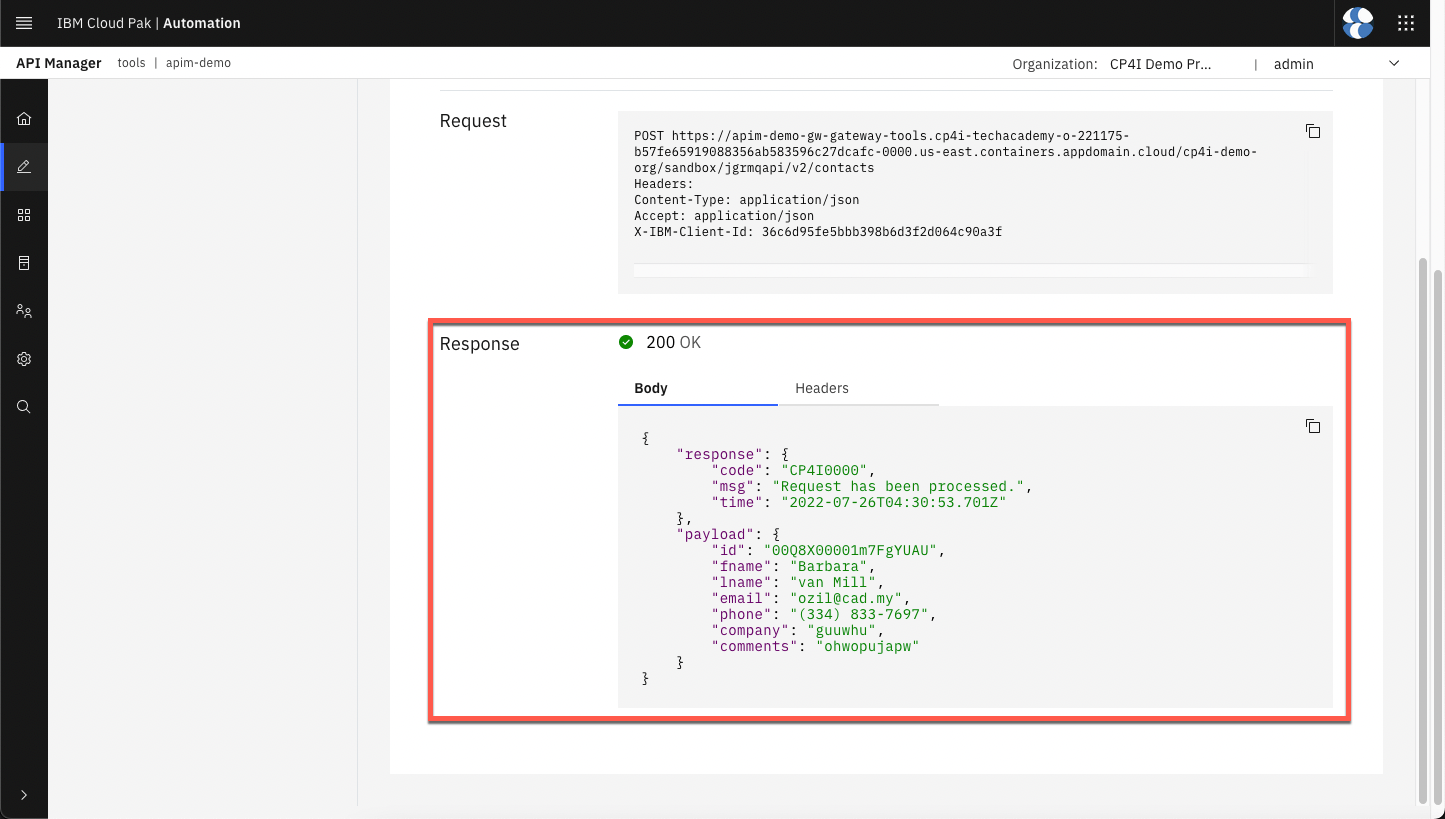 IBM Cloud Pak | Automation
API Manager tools | apim-demo Organization: CP4I Demo Pr... | admin
Request
POST https://apim-demo-gw-gateway-tools.cp4i-techacademy-o-221175-
b57fe65919088356ab583596c27dcafc-0000.us-east.containers.appdomain.cloud/cp4i-demo-
org/sandbox/jgrmqapi/v2/contacts
Headers:
Content-Type: application/json
Accept: application/json
X-IBM-Client-Id: 36c6d95fe5bbb398b6d3f2d064c90a3f
Response
200 OK
Body Headers
{
    "response": {
        "code": "CP4I0000",
        "msg": "Request has been processed.",
        "time": "2022-07-26T04:30:53.701Z"
    },
    "payload": {
        "id": "00Q8X00001m7FgYUAU",
        "fname": "Barbara",
        "lname": "van Mill",
        "email": "ozil@cad.my",
        "phone": "(334) 833-7697",
        "company": "guuwhu",
        "comments": "ohwopujapw"
    }
}